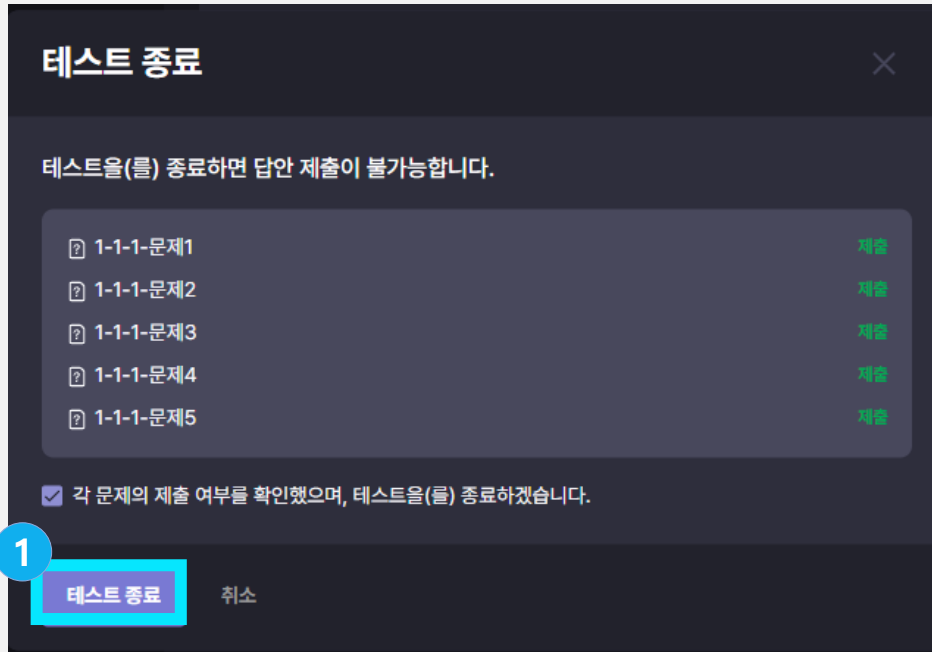 테스트 종료
테스트을(를) 종료하면 답안 제출이 불가능합니다.
1-1-1-문제1 제출
1-1-1-문제2 제출
1-1-1-문제3 제출
1-1-1-문제4 제출
1-1-1-문제5 제출
각 문제의 제출 여부를 확인했으며, 테스트을(를) 종료하겠습니다.
1
테스트 종료 취소